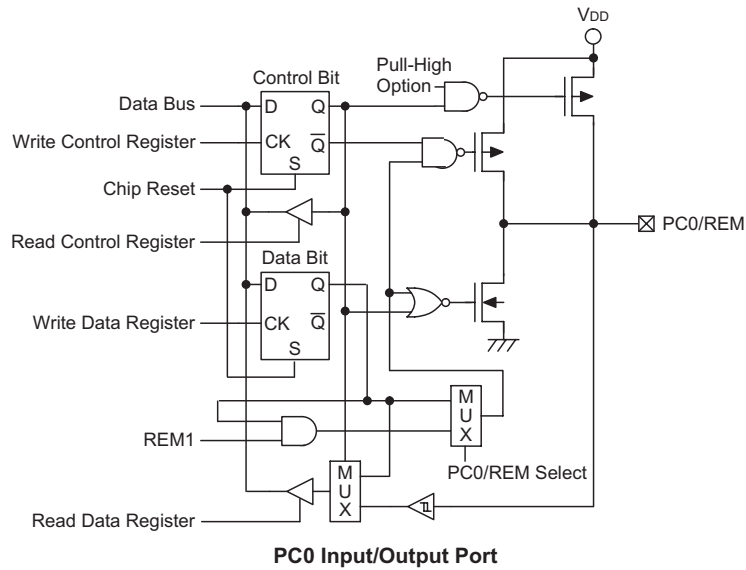 VDD
Control Bit
Pull-High
Option
Data Bus
D
Q
Write Control Register
CK
Q
S
Chip Reset
PC0/REM
Read Control Register
Data Bit
D
Q
Write Data Register
CK
Q
S
M
U
X
REM1
PC0/REM Select
M
U
X
Read Data Register
PC0 Input/Output Port